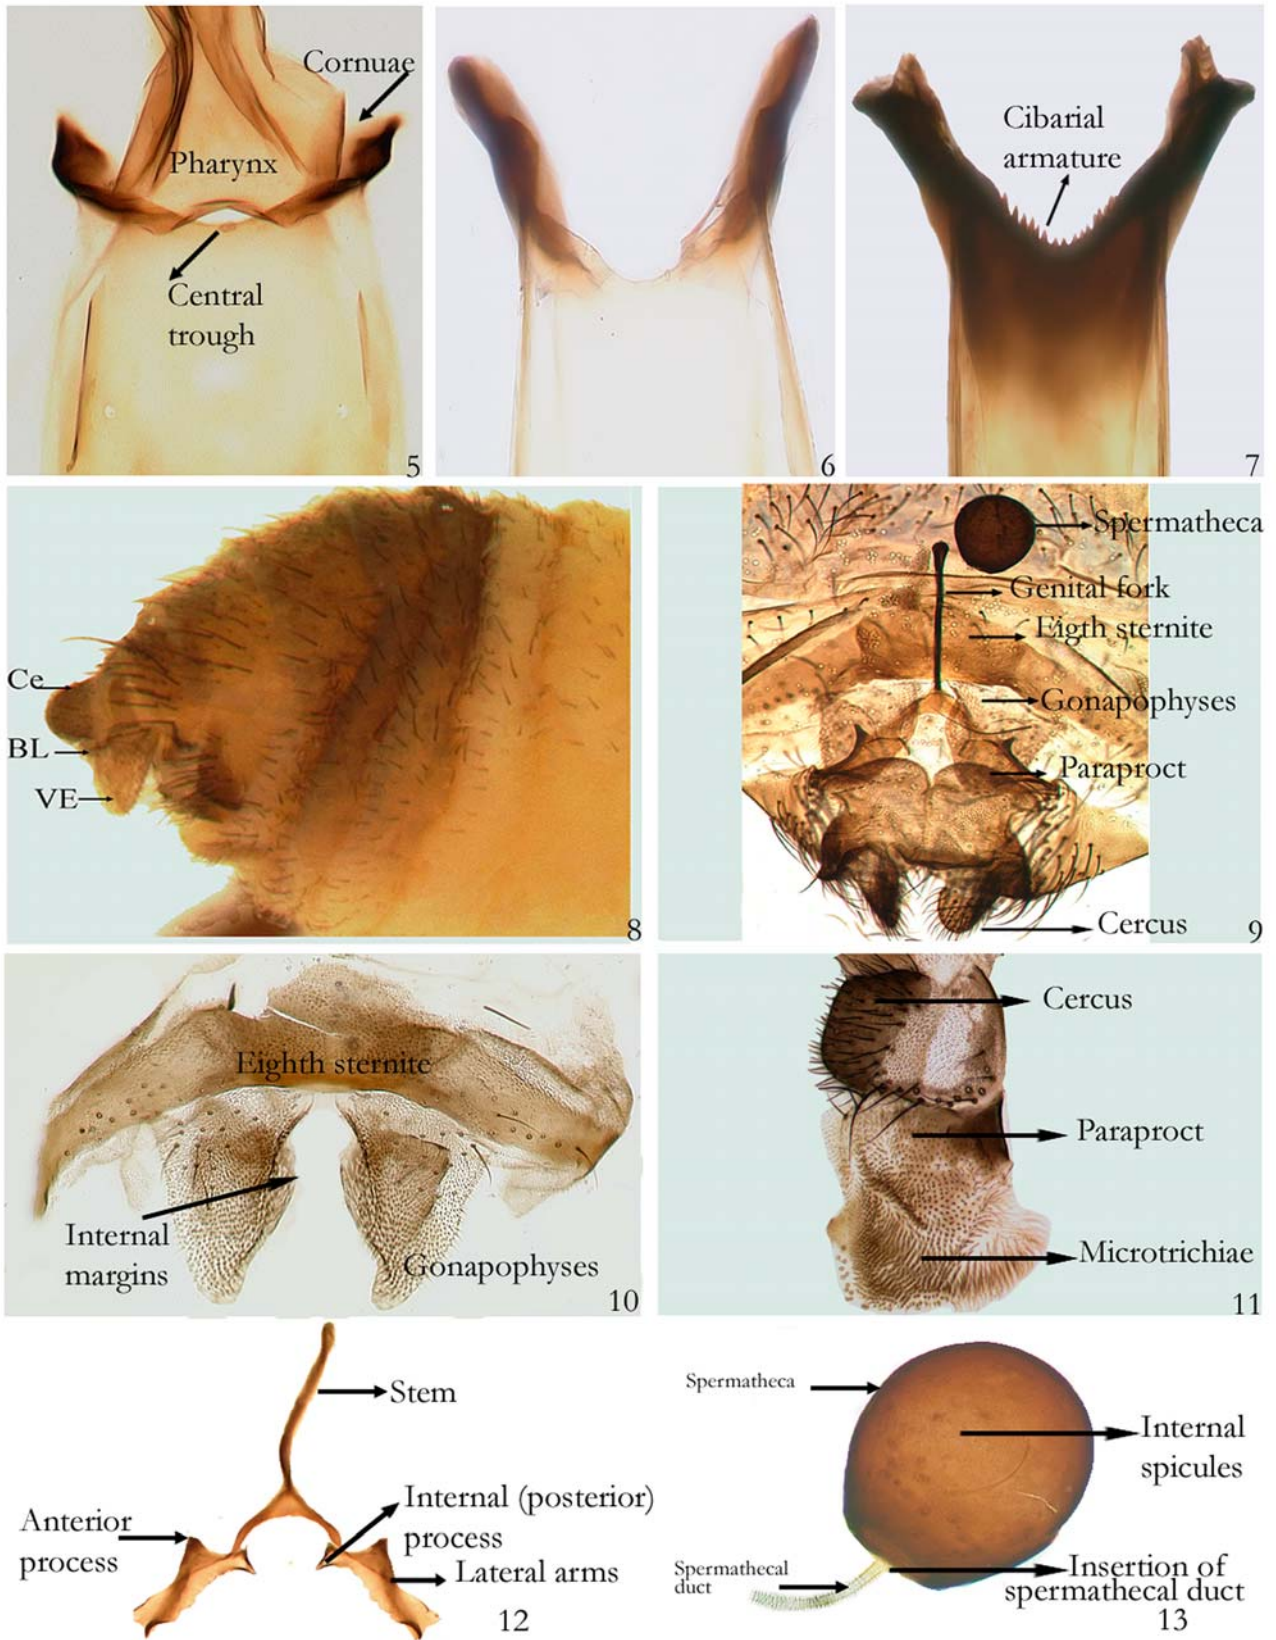 Cornuae
Pharynx
Central
trough
5
6
Cibarial
armature
7
Ce
BL
VE
8
Spermatheca
Genital fork
Eigth sternite
Gonapophyses
Paraproct
Cercus
9
Eighth sternite
Internal
margins
Gonapophyses
10
Cercus
Paraproct
Microtrichiae
11
Stem
Anterior
process
Internal (posterior)
process
Lateral arms
12
Spermatheca
Internal
spicules
Spermathecal
duct
Insertion of
spermathecal duct
13